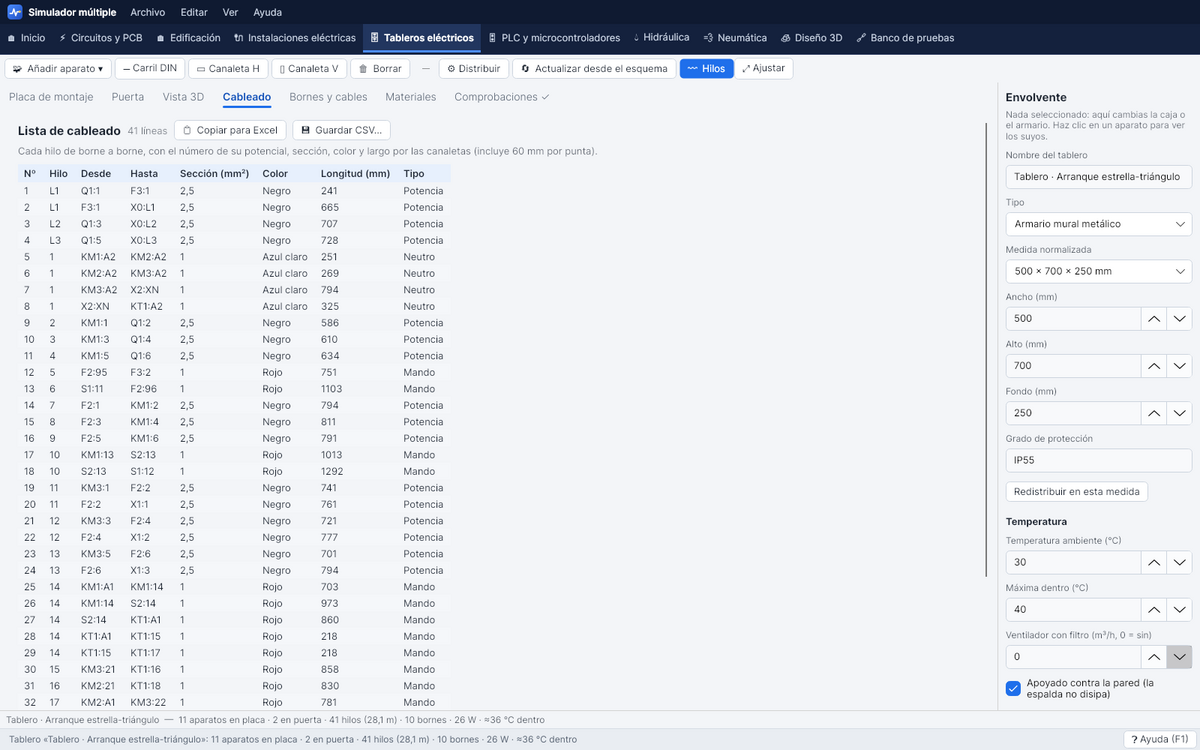 Simulador múltiple Archivo Editar Ver Ayuda
Inicio Circuitos y PCB Edificación Instalaciones eléctricas Tableros eléctricos PLC y microcontroladores Hidráulica Neumática Diseño 3D Banco de pruebas
Añadir aparato ▾ — Carril DIN Canaleta H Canaleta V Borrar — Distribuir Actualizar desde el esquema Hilos Ajustar
Placa de montaje Puerta Vista 3D Cableado Bornes y cables Materiales Comprobaciones ✓
Lista de cableado 41 líneas Copiar para Excel Guardar CSV...
Cada hilo de borne a borne, con el número de su potencial, sección, color y largo por las canaletas (incluye 60 mm por punta).
Nº Hilo Desde Hasta Sección (mm²) Color Longitud (mm) Tipo
1 L1 Q1:1 F3:1 2,5 Negro 241 Potencia
2 L1 F3:1 X0:L1 2,5 Negro 665 Potencia
3 L2 Q1:3 X0:L2 2,5 Negro 707 Potencia
4 L3 Q1:5 X0:L3 2,5 Negro 728 Potencia
5 1 KM1:A2 KM2:A2 1 Azul claro 251 Neutro
6 1 KM2:A2 KM3:A2 1 Azul claro 269 Neutro
7 1 KM3:A2 X2:XN 1 Azul claro 794 Neutro
8 1 X2:XN KT1:A2 1 Azul claro 325 Neutro
9 2 KM1:1 Q1:2 2,5 Negro 586 Potencia
10 3 KM1:3 Q1:4 2,5 Negro 610 Potencia
11 4 KM1:5 Q1:6 2,5 Negro 634 Potencia
12 5 F2:95 F3:2 1 Rojo 751 Mando
13 6 S1:11 F2:96 1 Rojo 1103 Mando
14 7 F2:1 KM1:2 2,5 Negro 794 Potencia
15 8 F2:3 KM1:4 2,5 Negro 811 Potencia
16 9 F2:5 KM1:6 2,5 Negro 791 Potencia
17 10 KM1:13 S2:13 1 Rojo 1013 Mando
18 10 S2:13 S1:12 1 Rojo 1292 Mando
19 11 KM3:1 F2:2 2,5 Negro 741 Potencia
20 11 F2:2 X1:1 2,5 Negro 761 Potencia
21 12 KM3:3 F2:4 2,5 Negro 721 Potencia
22 12 F2:4 X1:2 2,5 Negro 777 Potencia
23 13 KM3:5 F2:6 2,5 Negro 701 Potencia
24 13 F2:6 X1:3 2,5 Negro 794 Potencia
25 14 KM1:A1 KM1:14 1 Rojo 703 Mando
26 14 KM1:14 S2:14 1 Rojo 973 Mando
27 14 S2:14 KT1:A1 1 Rojo 860 Mando
28 14 KT1:A1 KT1:15 1 Rojo 218 Mando
29 14 KT1:15 KT1:17 1 Rojo 218 Mando
30 15 KM3:21 KT1:16 1 Rojo 858 Mando
31 16 KM2:21 KT1:18 1 Rojo 830 Mando
32 17 KM2:A1 KM3:22 1 Rojo 781 Mando
Envolvente
Nada seleccionado: aquí cambias la caja o
el armario. Haz clic en un aparato para ver
los suyos.
Nombre del tablero
Tablero · Arranque estrella-triángulo
Tipo
Armario mural metálico
Medida normalizada
500 × 700 × 250 mm
Ancho (mm)
500
Alto (mm)
700
Fondo (mm)
250
Grado de protección
IP55
Redistribuir en esta medida
Temperatura
Temperatura ambiente (°C)
30
Máxima dentro (°C)
40
Ventilador con filtro (m³/h, 0 = sin)
0
Apoyado contra la pared (la
espalda no disipa)
Tablero · Arranque estrella-triángulo — 11 aparatos en placa · 2 en puerta · 41 hilos (28,1 m) · 10 bornes · 26 W · ≈36 °C dentro
Tablero «Tablero · Arranque estrella-triángulo»: 11 aparatos en placa · 2 en puerta · 41 hilos (28,1 m) · 10 bornes · 26 W · ≈36 °C dentro
? Ayuda (F1)